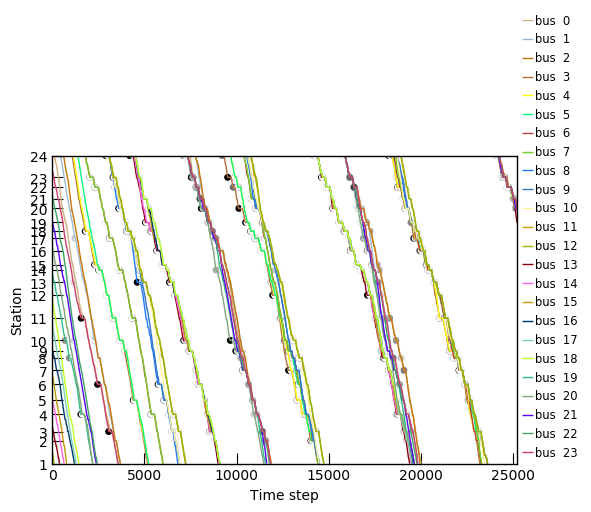 bus 0
bus 1
bus 2
bus 3
bus 4
bus 5
bus 6
bus 7
bus 8
bus 9
bus 10
bus 11
bus 12
bus 13
bus 14
bus 15
bus 16
bus 17
bus 18
bus 19
bus 20
bus 21
bus 22
bus 23
24
23
22
21
20
19
18
17
16
15
14
13
12
11
10
9
8
7
6
5
4
3
2
1
Station
0 5000 10000 15000 20000 25000
Time step